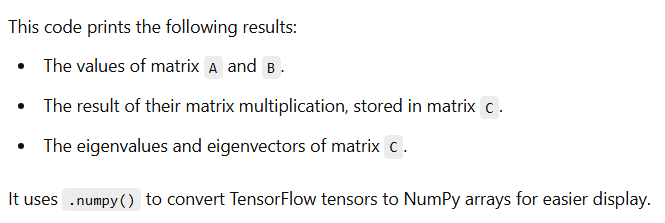 This code prints the following results:
• The values of matrix A and B.
• The result of their matrix multiplication, stored in matrix C.
• The eigenvalues and eigenvectors of matrix C.
It uses .numpy() to convert TensorFlow tensors to NumPy arrays for easier display.